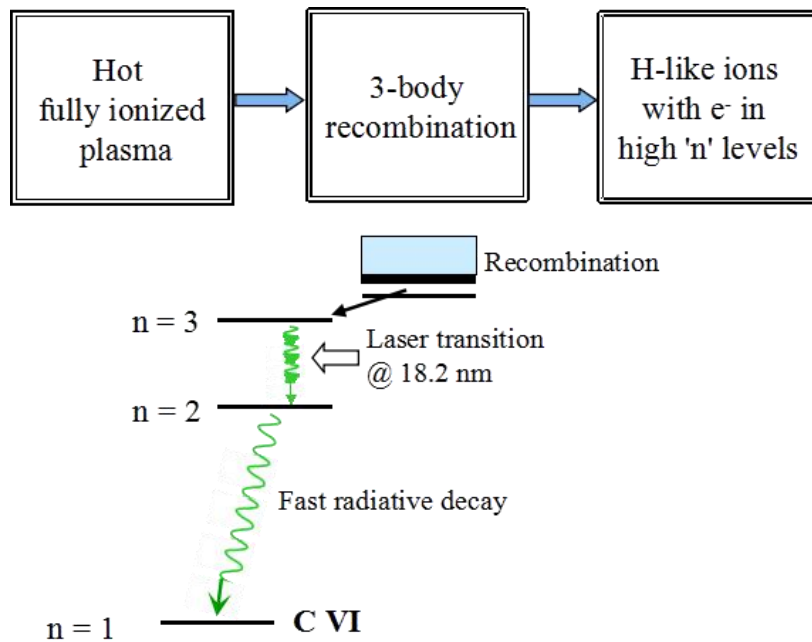 Hot
fully ionized
plasma
3-body
recombination
H-like ions
with e⁻ in
high 'n' levels
Recombination
n = 3
Laser transition
@ 18.2 nm
n = 2
Fast radiative decay
n = 1
C VI